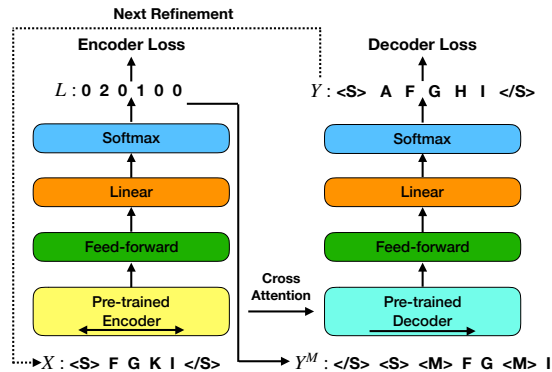 Next Refinement
Encoder Loss
Decoder Loss
L : 0 2 0 1 0 0
Y : <S> A F G H I </S>
Softmax
Softmax
Linear
Linear
Feed-forward
Feed-forward
Cross
Attention
Pre-trained
Encoder
Pre-trained
Decoder
X : <S> F G K I </S>
Y^M : </S> <S> <M> F G <M> I